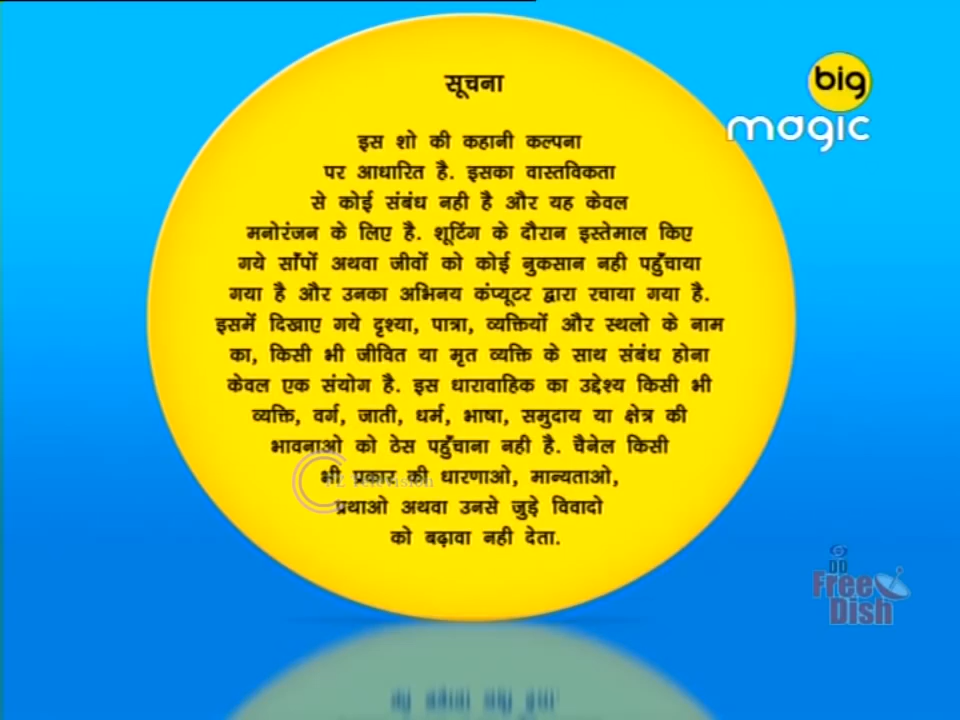 सूचना
big
magic
इस शो की कहानी कल्पना
पर आधारित है. इसका वास्तविकता
से कोई संबंध नही है और यह केवल
मनोरंजन के लिए है. शूटिंग के दौरान इस्तेमाल किए
गये साँपों अथवा जीवों को कोई नुकसान नही पहुँचाया
गया है और उनका अभिनय कंप्यूटर द्वारा रचाया गया है.
इसमें दिखाए गये दृश्या, पात्रा, व्यक्तियों और स्थलो के नाम
का, किसी भी जीवित या मृत व्यक्ति के साथ संबंध होना
केवल एक संयोग है. इस धारावाहिक का उद्देश्य किसी भी
व्यक्ति, वर्ग, जाती, धर्म, भाषा, समुदाय या क्षेत्र की
भावनाओ को ठेस पहुँचाना नही है. चैनेल किसी
भी प्रकार की धारणाओ, मान्यताओ,
प्रथाओ अथवा उनसे जुड़े विवादो
को बढ़ावा नही देता.
Television
DD
Free
Dish